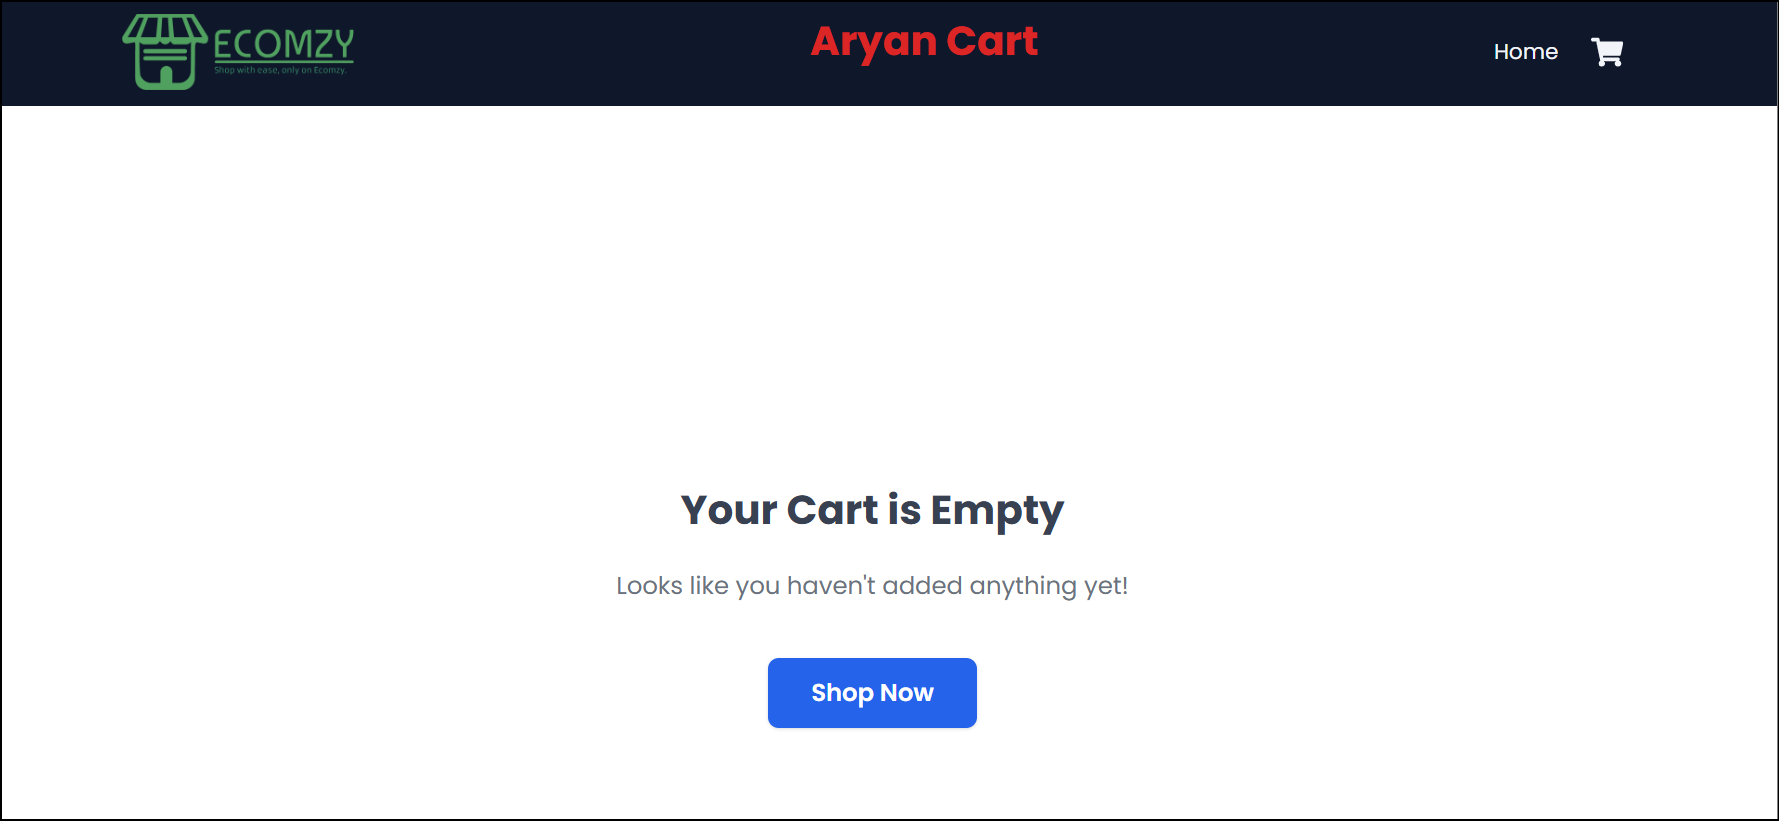 ECOMZY
Shop with ease, only on Ecomzy.
Aryan Cart
Home
Your Cart is Empty
Looks like you haven't added anything yet!
Shop Now